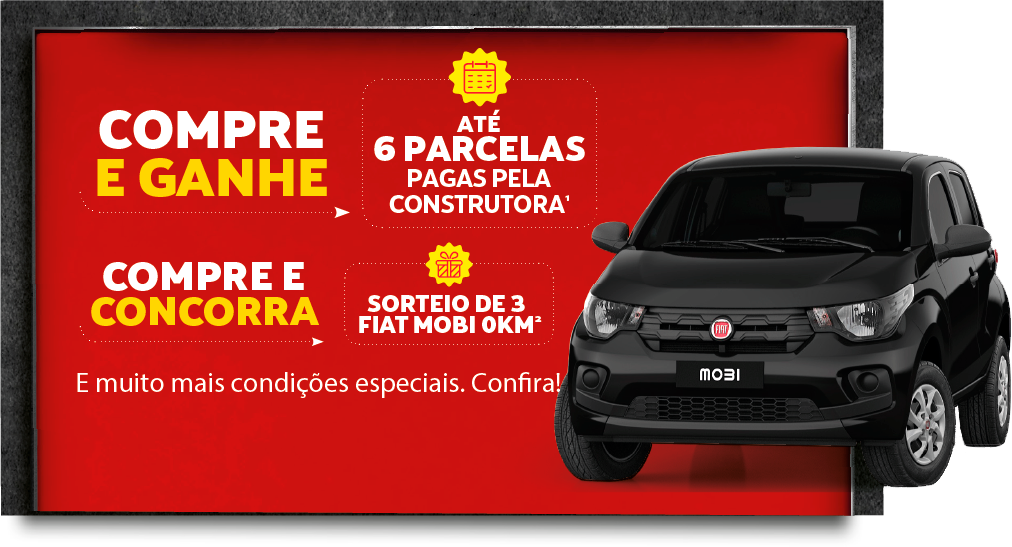 COMPRE
E GANHE
ATÉ
6 PARCELAS
PAGAS PELA
CONSTRUTORA¹
COMPRE E
CONCORRA
SORTEIO DE 3
FIAT MOBI 0KM²
E muito mais condições especiais. Confira!
FIAT
MOBI